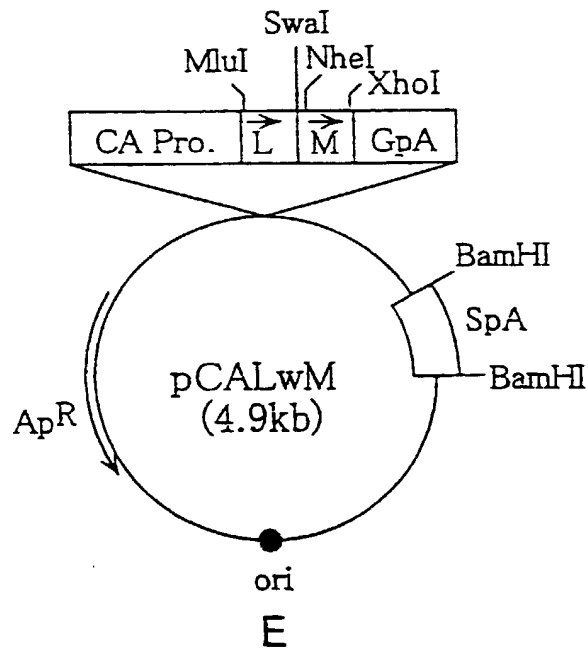 SwaI
MluI
NheI
XhoI
CA Pro.
L
M
GpA
BamHI
SpA
BamHI
pCALwM
(4.9kb)
ApR
ori
E